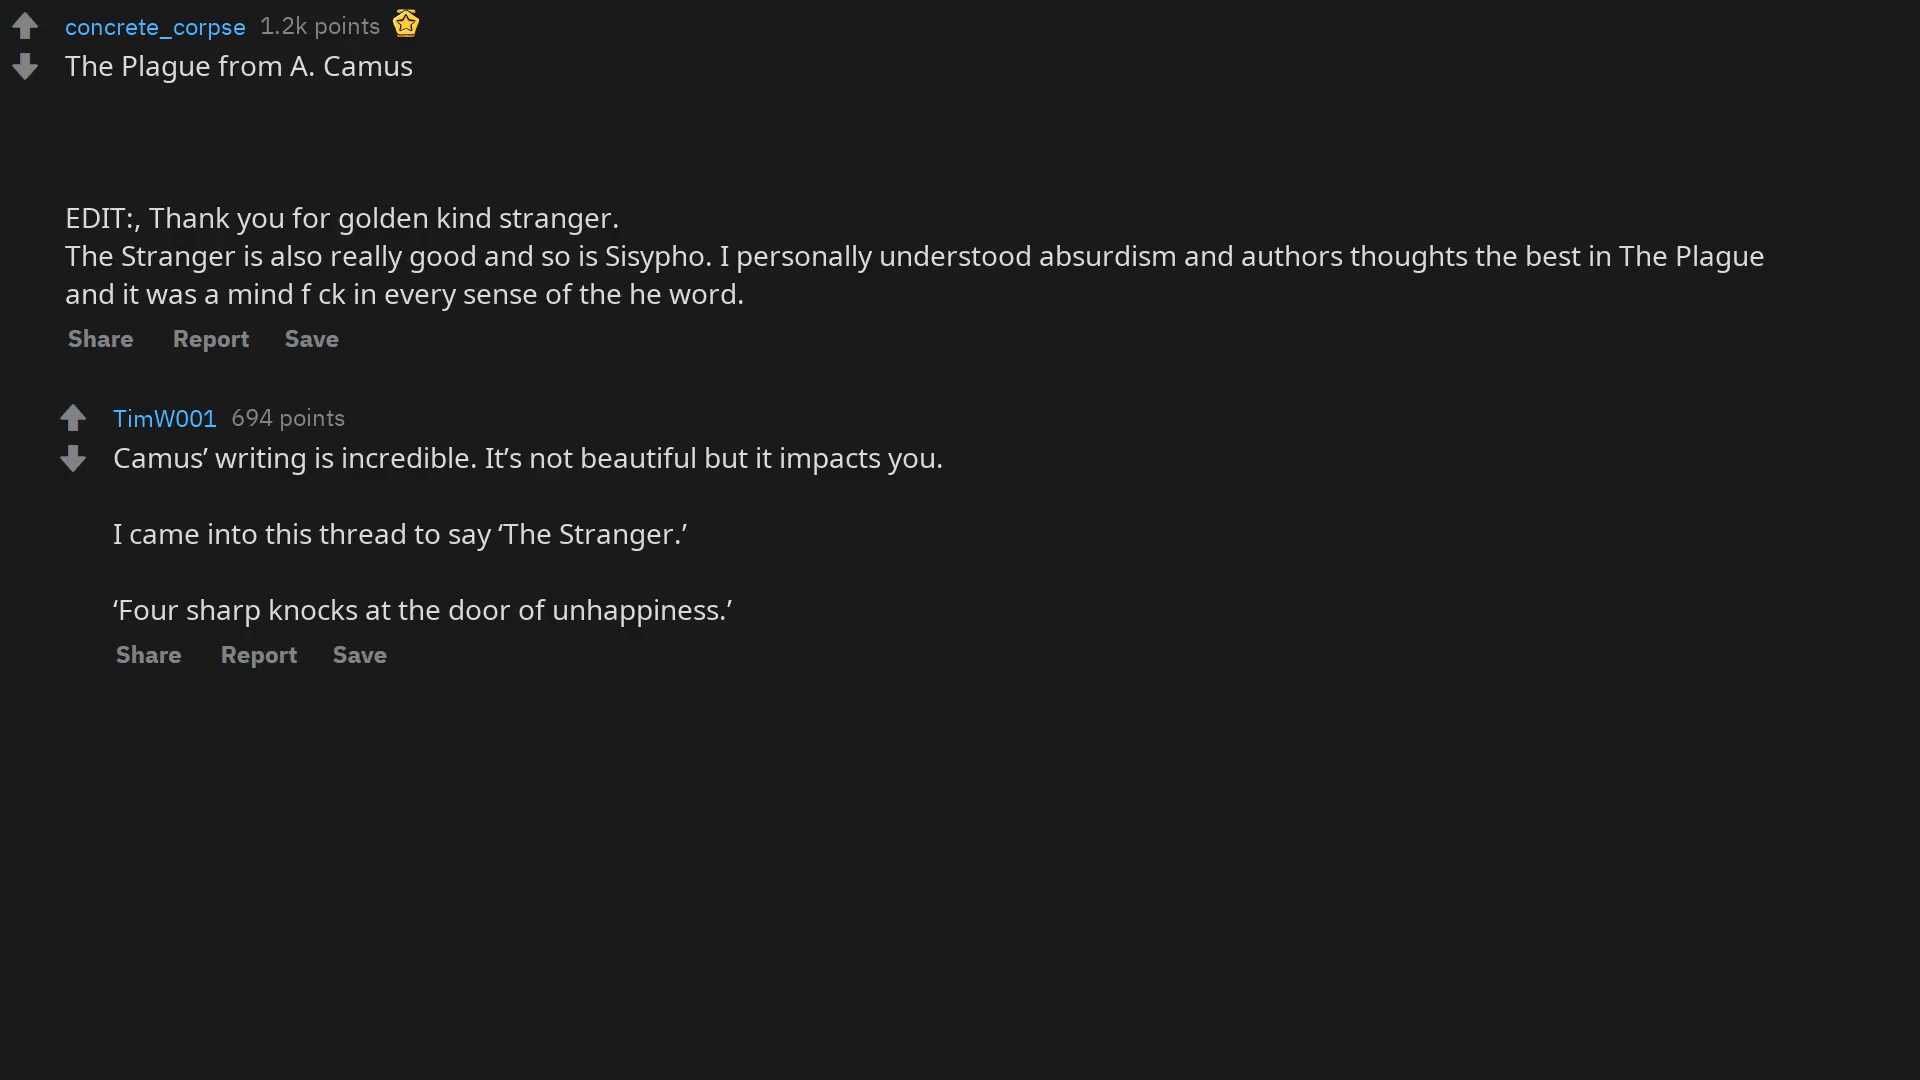 concrete_corpse 1.2k points
The Plague from A. Camus
EDIT:, Thank you for golden kind stranger.
The Stranger is also really good and so is Sisypho. I personally understood absurdism and authors thoughts the best in The Plague
and it was a mind f ck in every sense of the he word.
Share Report Save
TimW001 694 points
Camus’ writing is incredible. It’s not beautiful but it impacts you.
I came into this thread to say ‘The Stranger.’
‘Four sharp knocks at the door of unhappiness.’
Share Report Save